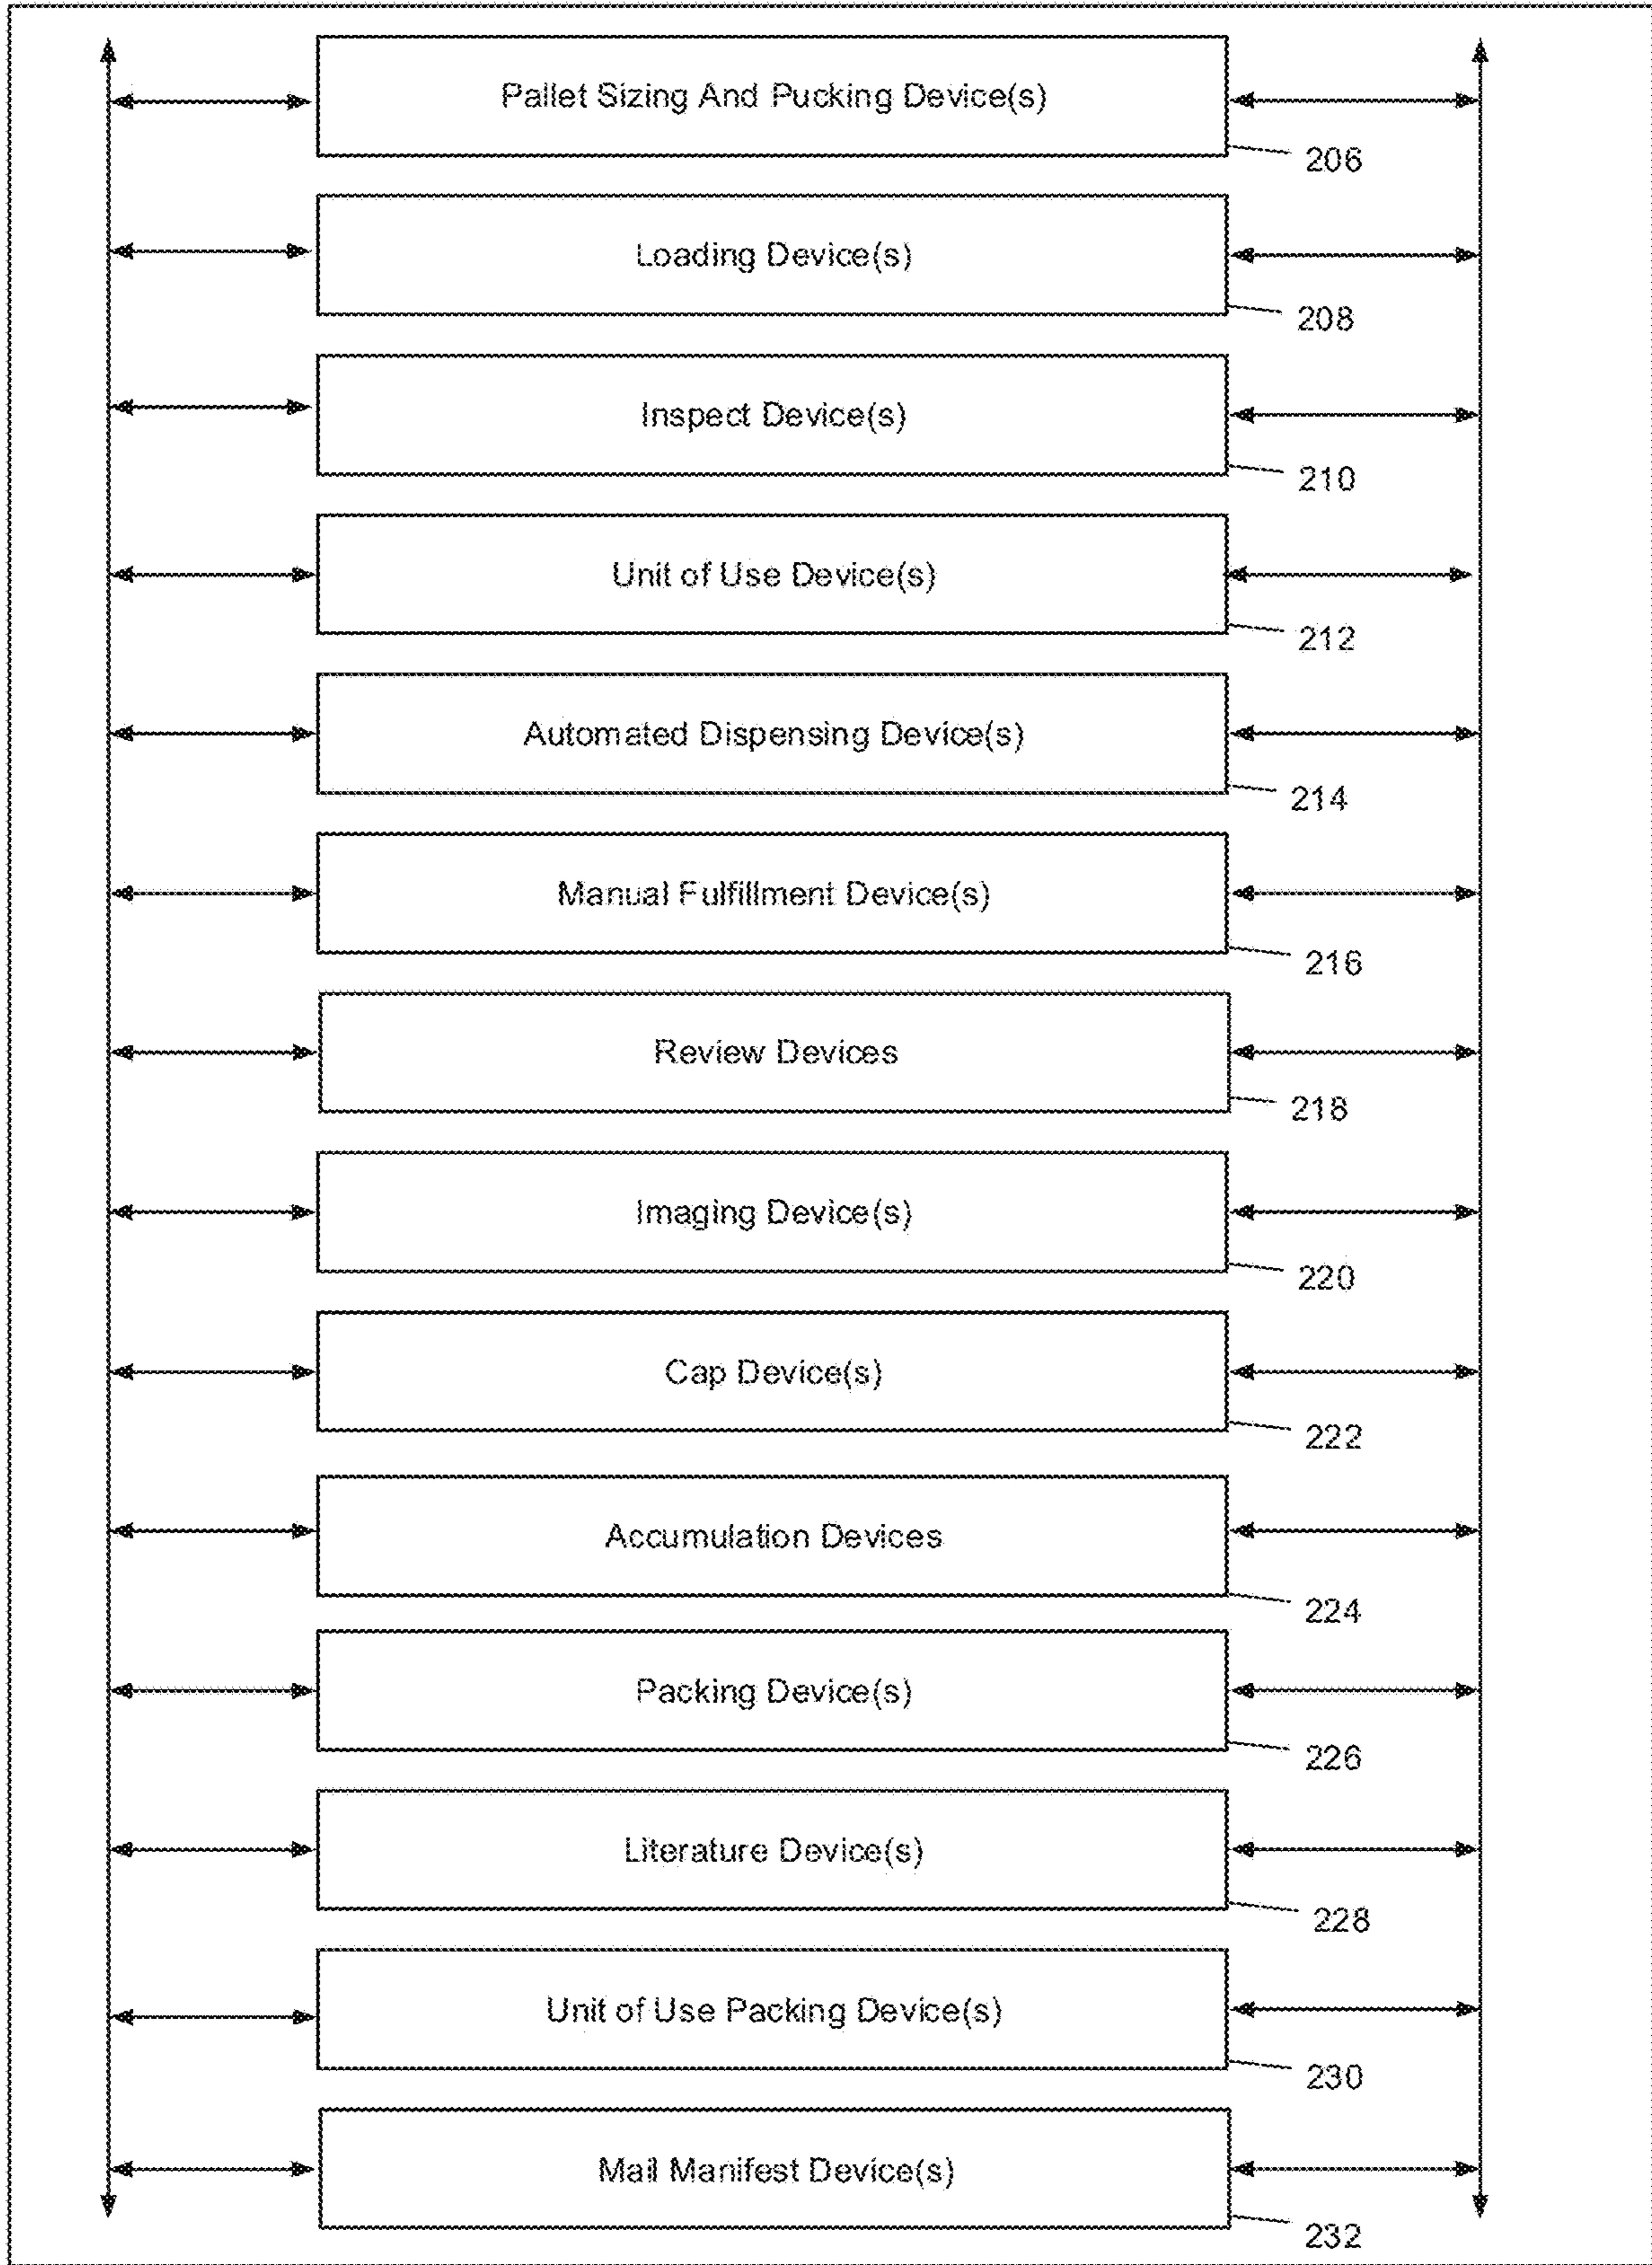 Pallet Sizing And Pucking Device(s)
206
Loading Device(s)
208
Inspect Device(s)
210
Unit of Use Device(s)
212
Automated Dispensing Device(s)
214
Manual Fulfillment Device(s)
216
Review Devices
218
Imaging Device(s)
220
Cap Device(s)
222
Accumulation Devices
224
Packing Device(s)
226
Literature Device(s)
228
Unit of Use Packing Device(s)
230
Mail Manifest Device(s)
232